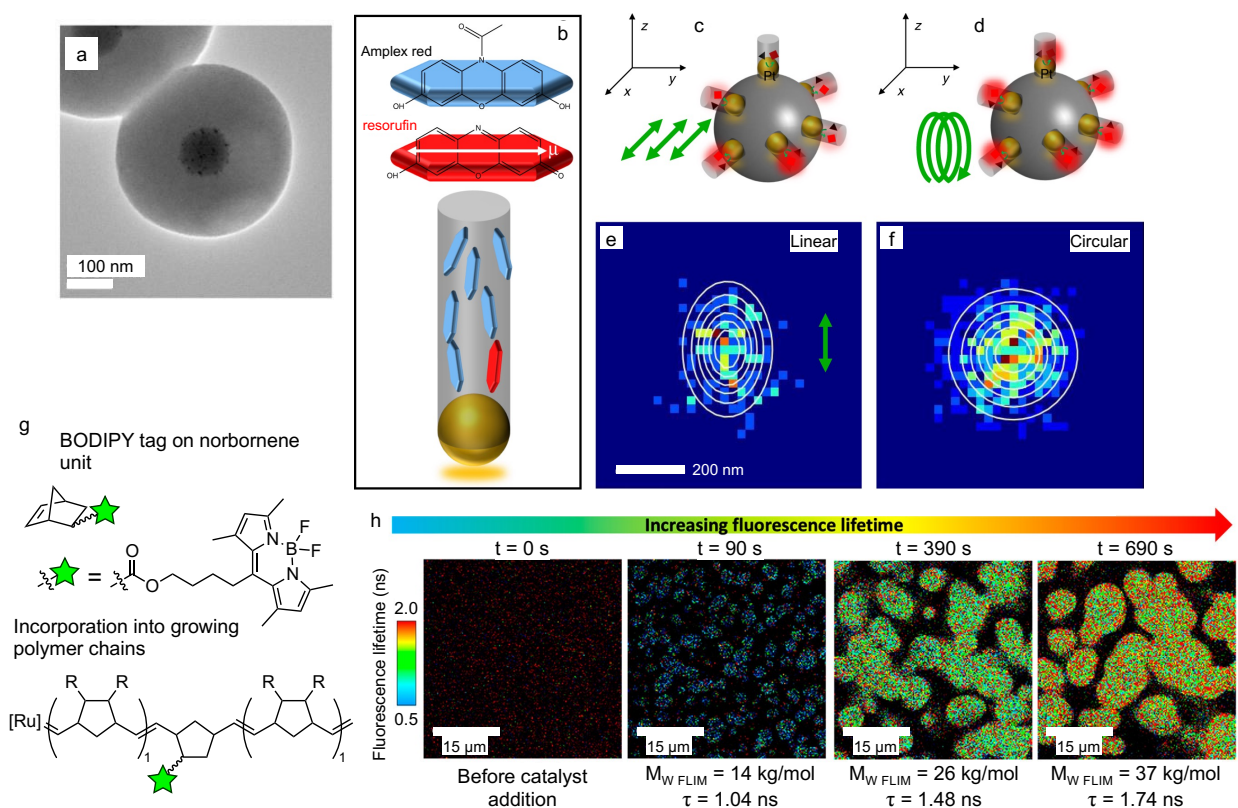 a
100 nm
b
Amplex red
O
N
OH
O
OH
resorufin
N
μ
OH
O
O
c
z
y
x
Pt
d
z
y
x
Pt
e
Linear
200 nm
f
Circular
g
BODIPY tag on norbornene
unit
=
O
O
F
F
N
B
N
Incorporation into growing
polymer chains
R
R
R
R
[Ru]
1
1
h
Increasing fluorescence lifetime
t = 0 s
t = 90 s
t = 390 s
t = 690 s
Fluorescence lifetime (ns)
2.0
0.5
15 μm
15 μm
15 μm
15 μm
Before catalyst
addition
M_W FLIM = 14 kg/mol
τ = 1.04 ns
M_W FLIM = 26 kg/mol
τ = 1.48 ns
M_W FLIM = 37 kg/mol
τ = 1.74 ns